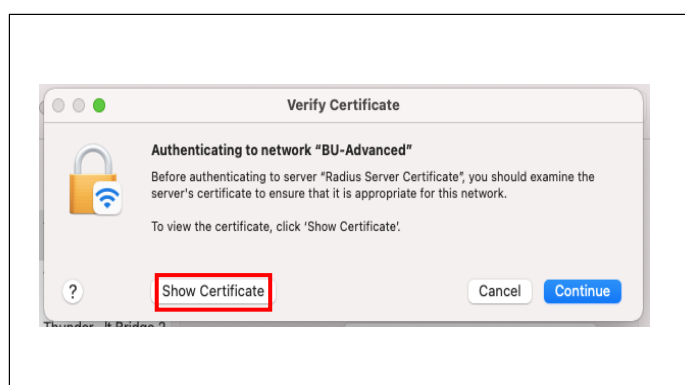 Verify Certificate
Authenticating to network “BU-Advanced”
Before authenticating to server “Radius Server Certificate”, you should examine the
server's certificate to ensure that it is appropriate for this network.
To view the certificate, click ‘Show Certificate’.
?
Show Certificate
Cancel
Continue